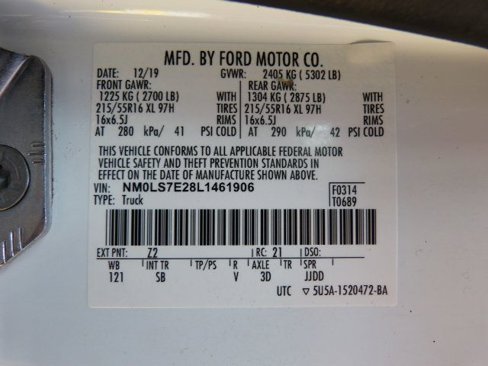 MFD. BY FORD MOTOR CO.
DATE: 12/19 GVWR: 2405 KG ( 5302 LB)
FRONT GAWR: REAR GAWR:
1225 KG ( 2700 LB) WITH 1304 KG ( 2875 LB) WITH
215/55R16 XL 97H TIRES 215/55R16 XL 97H TIRES
16x6.5J RIMS 16x6.5J RIMS
AT 280 kPa/ 41 PSI COLD AT 290 kPa/ 42 PSI COLD
THIS VEHICLE CONFORMS TO ALL APPLICABLE FEDERAL MOTOR
VEHICLE SAFETY AND THEFT PREVENTION STANDARDS IN
EFFECT ON THE DATE OF MANUFACTURE SHOWN ABOVE.
VIN: NM0LS7E28L1461906 F0314
TYPE: Truck T0689
EXT PNT: Z2 RC: 21 DSO:
WB INT TR TP/PS R AXLE TR SPR
121 SB V 3D JJDD
UTC ▽ 5U5A-1520472-BA